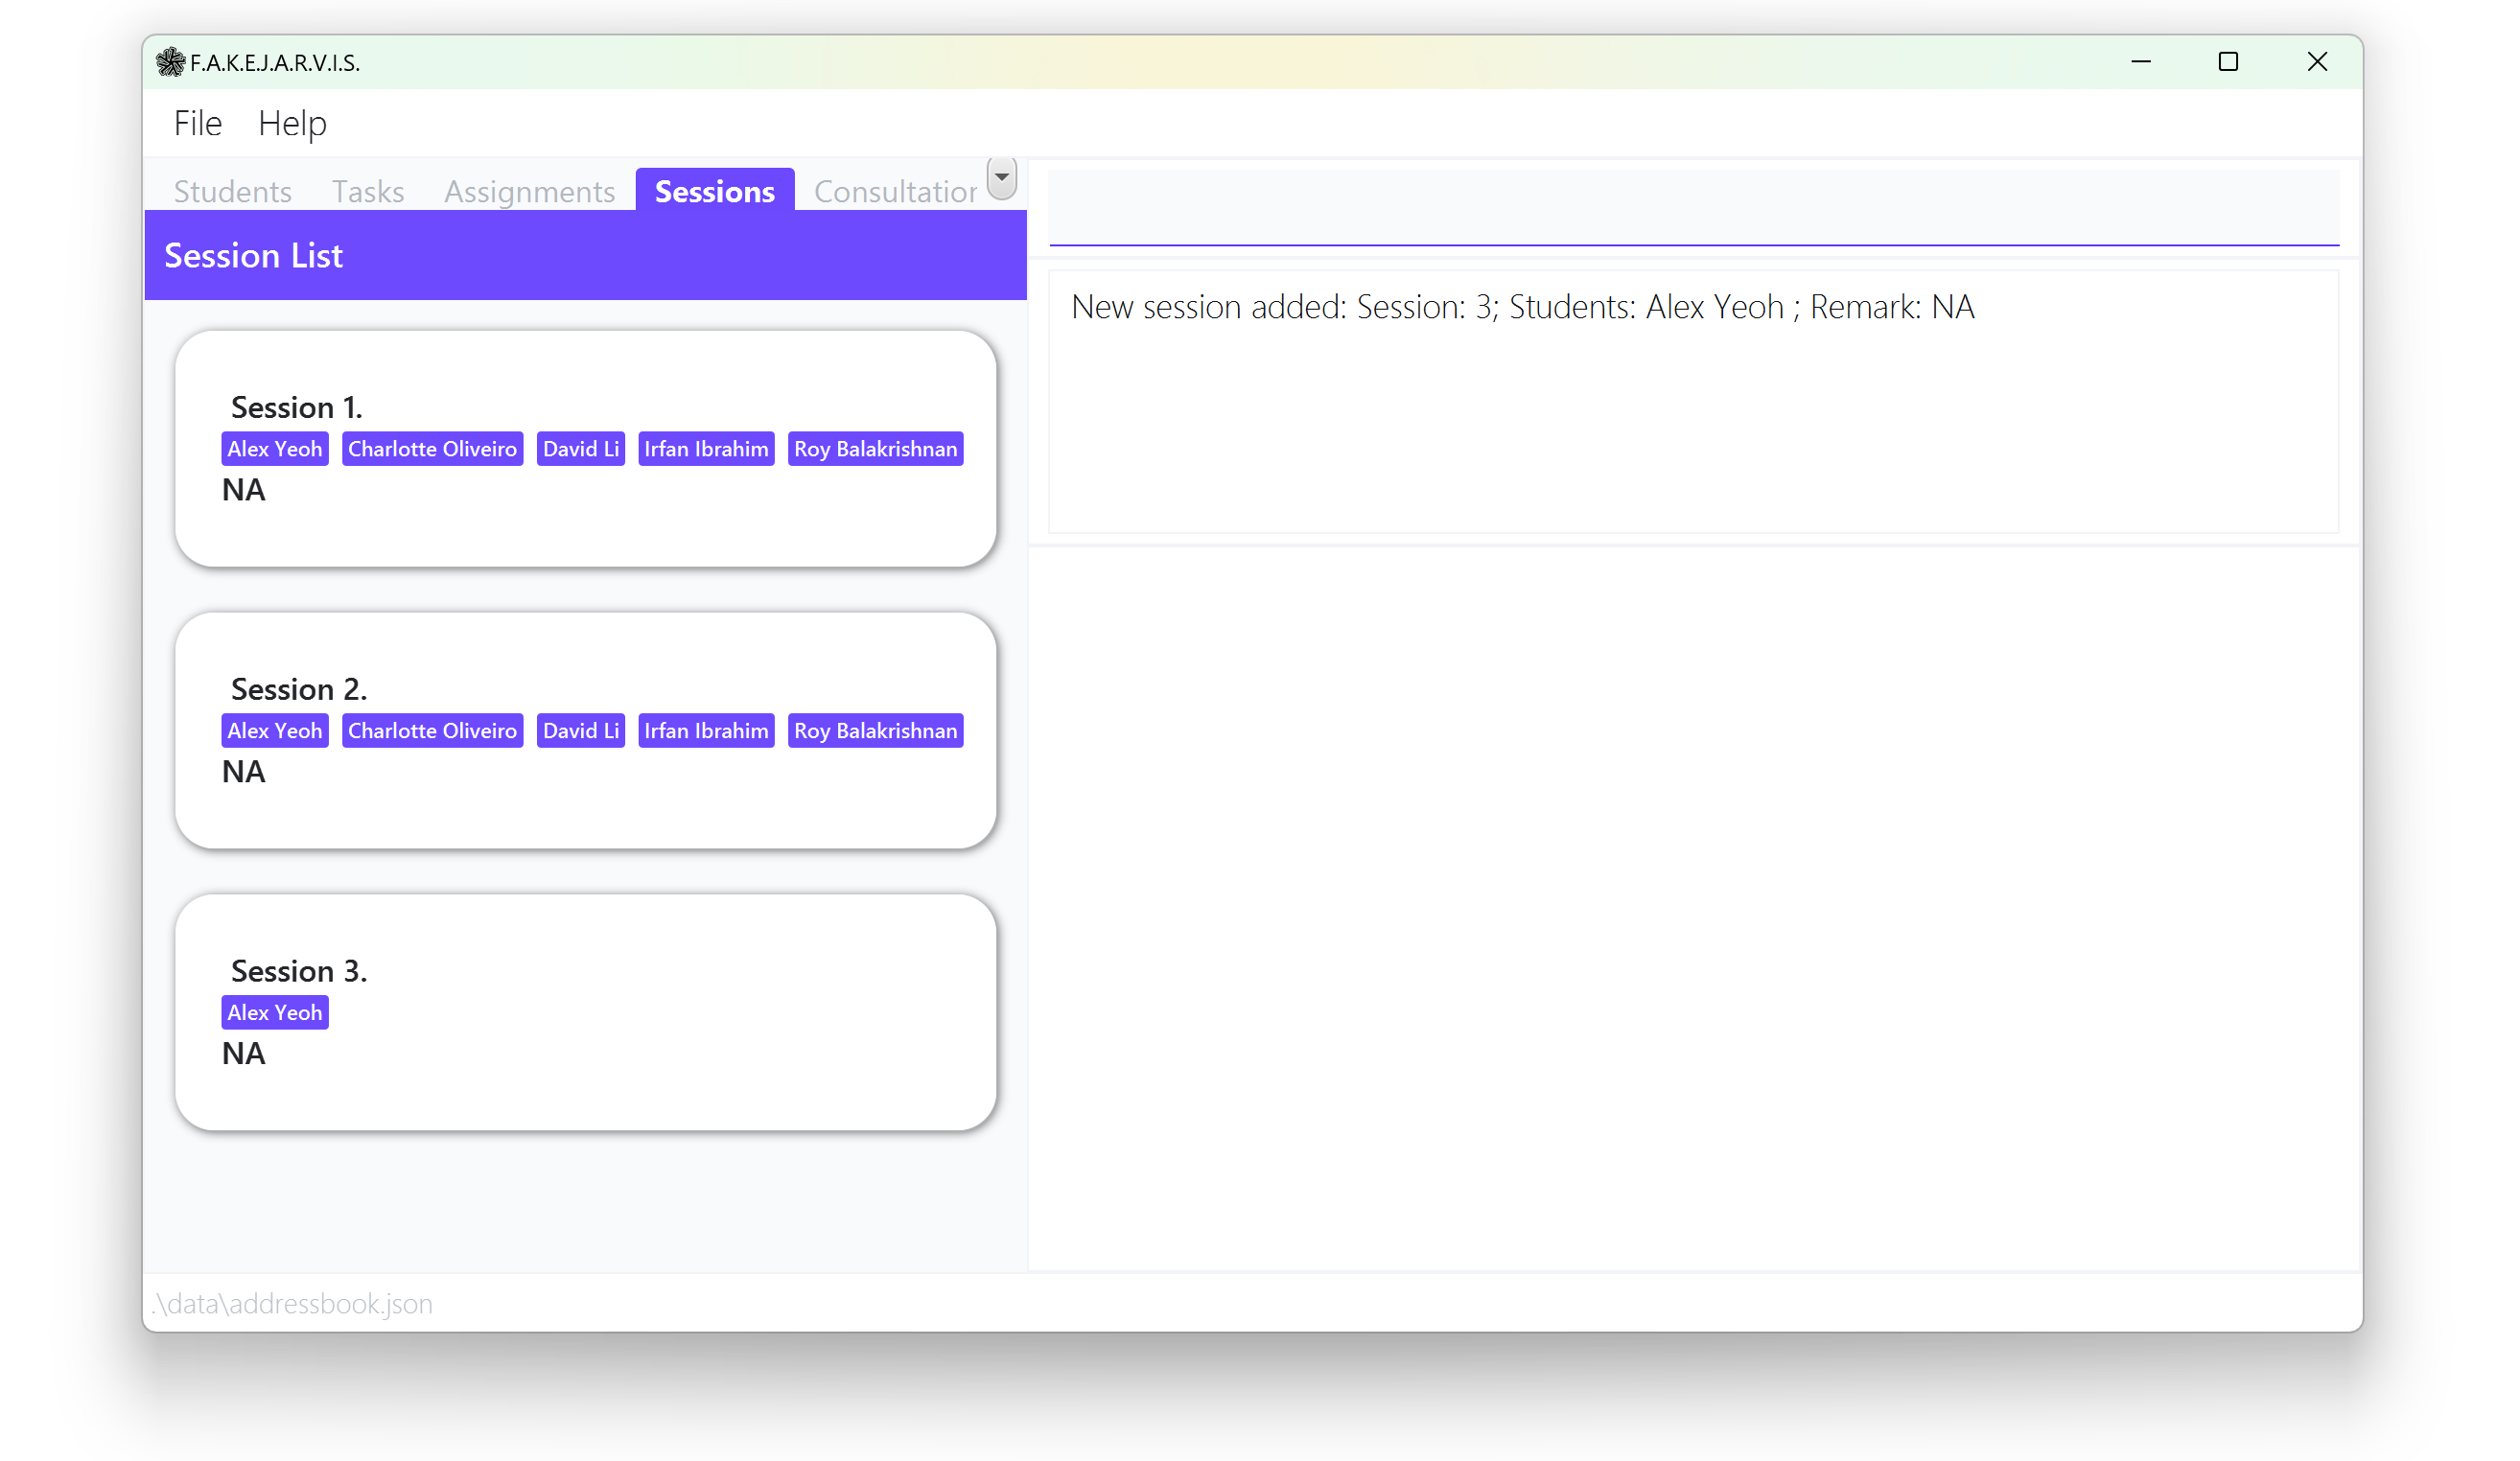 F.A.K.E.J.A.R.V.I.S.
File Help
Students Tasks Assignments Sessions Consultation
Session List
New session added: Session: 3; Students: Alex Yeoh ; Remark: NA
Session 1.
Alex Yeoh Charlotte Oliveiro David Li Irfan Ibrahim Roy Balakrishnan
NA
Session 2.
Alex Yeoh Charlotte Oliveiro David Li Irfan Ibrahim Roy Balakrishnan
NA
Session 3.
Alex Yeoh
NA
.\data\addressbook.json